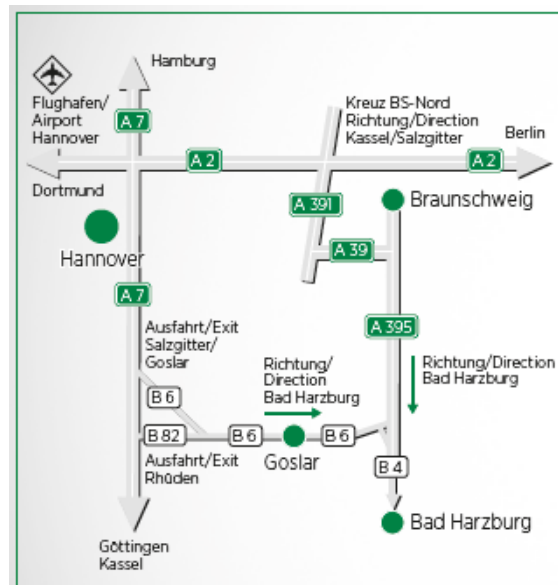 Hamburg
Flughafen/
Airport
Hannover
A 7
Kreuz BS-Nord
Richtung/Direction
Kassel/Salzgitter
Berlin
A 2
A 2
Dortmund
A 391
Braunschweig
Hannover
A 39
A 7
A 395
Ausfahrt/Exit
Salzgitter/
Goslar
Richtung/
Direction
Bad Harzburg
Richtung/Direction
Bad Harzburg
B 6
B 82
B 6
B 6
Ausfahrt/Exit
Rhüden
Goslar
B 4
Bad Harzburg
Göttingen
Kassel